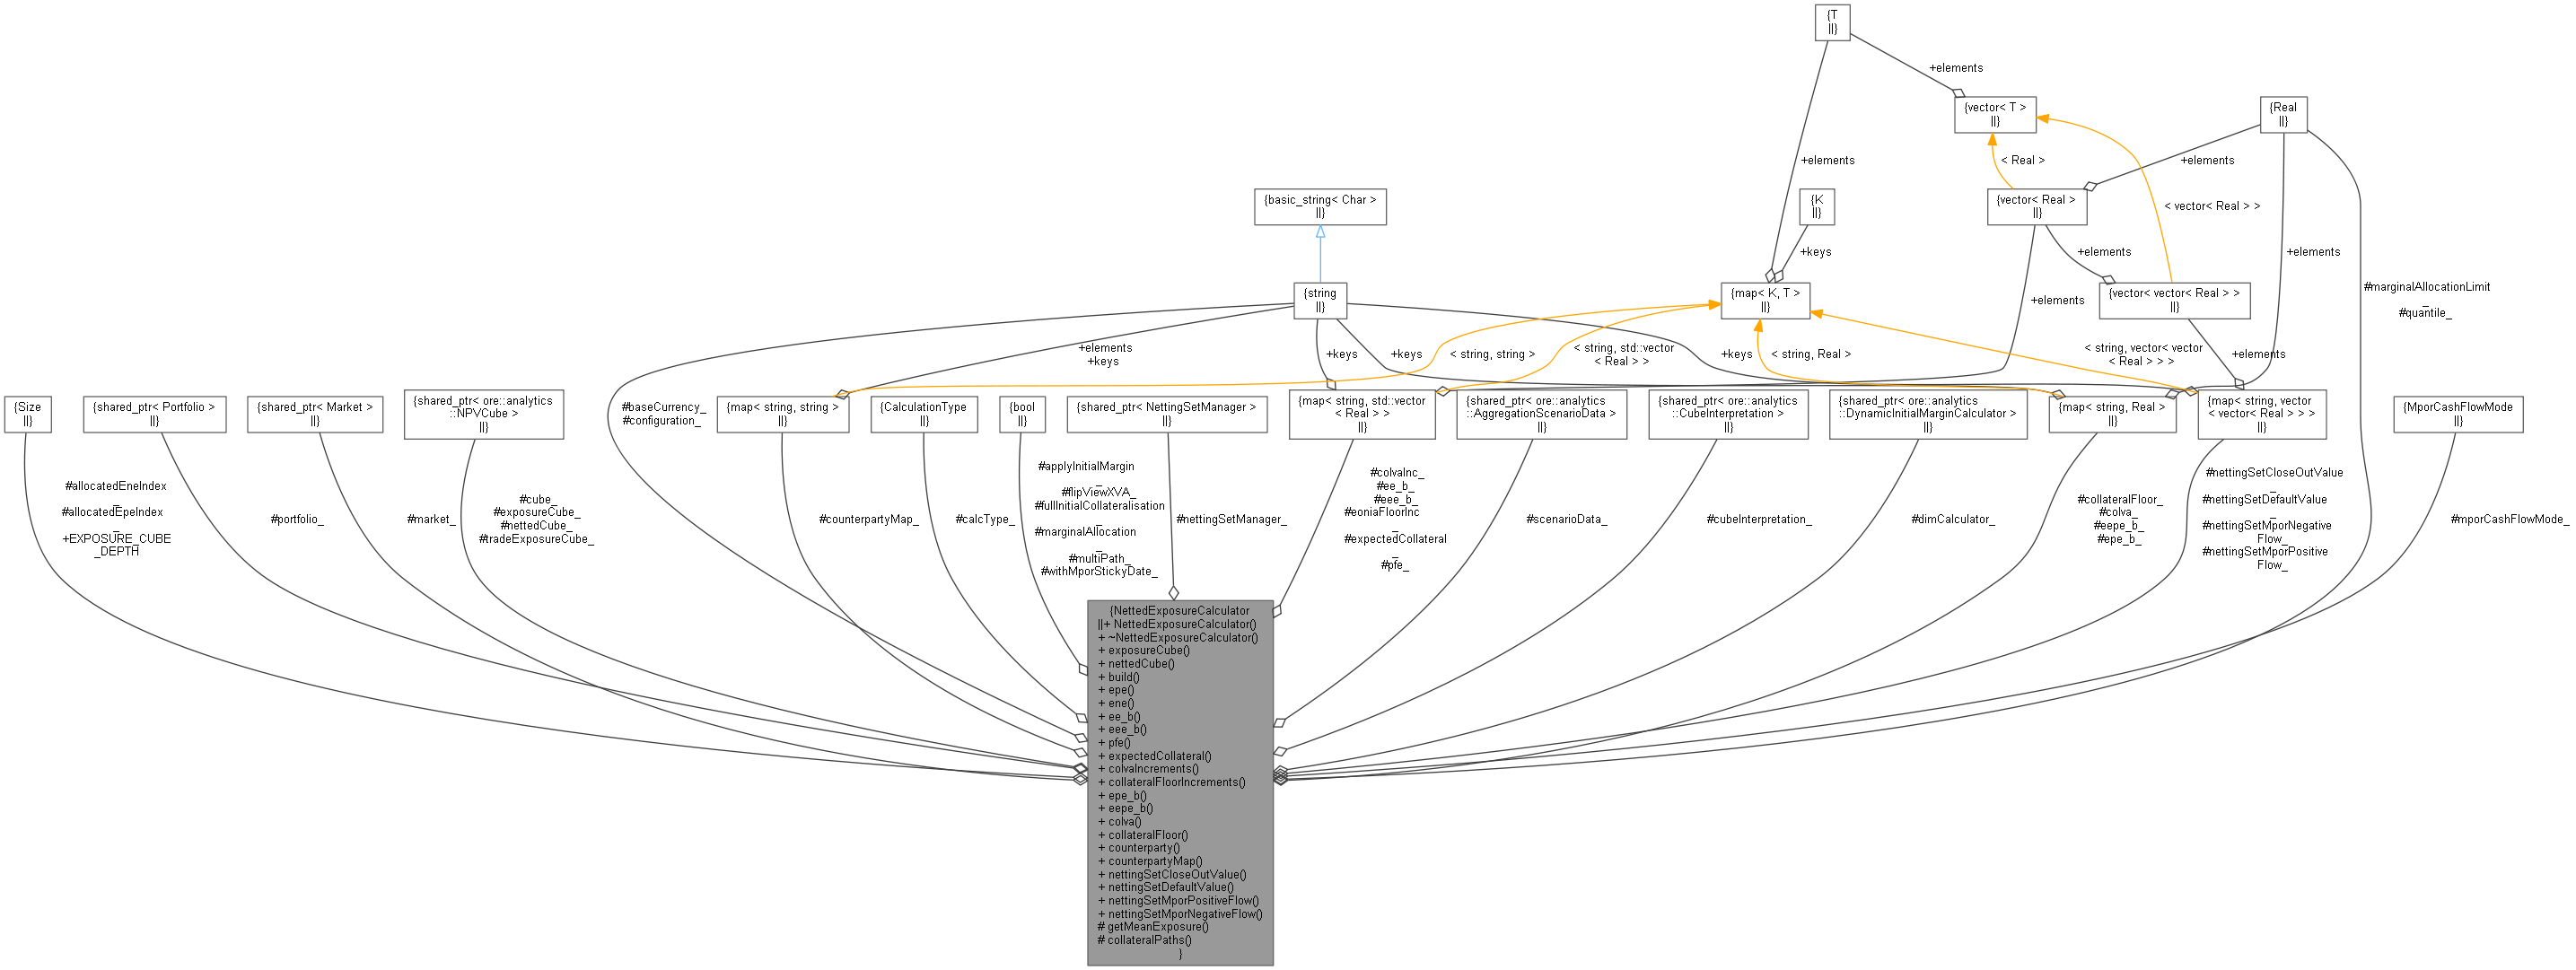 {T
||}
+elements
{vector< T >
||}
{Real
||}
+elements
< Real >
+elements
{basic_string< Char >
||}
{K
||}
{vector< Real >
||}
< vector< Real > >
+keys
+elements
+elements
{string
||}
{map< K, T >
||}
{vector< vector< Real > >
||}
#marginalAllocationLimit
_
#quantile_
+elements
+elements
+keys
+keys
+keys
+keys
< string, string >
< string, std::vector
< Real > >
< string, Real >
< string, vector< vector
< Real > > >
+elements
#baseCurrency_
#configuration_
{Size
||}
{shared_ptr< Portfolio >
||}
{shared_ptr< Market >
||}
{shared_ptr< ore::analytics
::NPVCube >
||}
{map< string, string >
||}
{CalculationType
||}
{bool
||}
{shared_ptr< NettingSetManager >
||}
{map< string, std::vector
< Real > >
||}
{shared_ptr< ore::analytics
::AggregationScenarioData >
||}
{shared_ptr< ore::analytics
::CubeInterpretation >
||}
{shared_ptr< ore::analytics
::DynamicInitialMarginCalculator >
||}
{map< string, Real >
||}
{map< string, vector
< vector< Real > > >
||}
{MporCashFlowMode
||}
#allocatedEneIndex
_
#allocatedEpeIndex
_
+EXPOSURE_CUBE
_DEPTH
#portfolio_
#market_
#cube_
#exposureCube_
#nettedCube_
#tradeExposureCube_
#counterpartyMap_
#calcType_
#applyInitialMargin
_
#flipViewXVA_
#fullInitialCollateralisation
_
#marginalAllocation
_
#multiPath_
#withMporStickyDate_
#nettingSetManager_
#colvaInc_
#ee_b_
#eee_b_
#eoniaFloorInc
_
#expectedCollateral
_
#pfe_
#scenarioData_
#cubeInterpretation_
#dimCalculator_
#collateralFloor_
#colva_
#eepe_b_
#epe_b_
#nettingSetCloseOutValue
_
#nettingSetDefaultValue
_
#nettingSetMporNegative
Flow_
#nettingSetMporPositive
Flow_
#mporCashFlowMode_
{NettedExposureCalculator
||+ NettedExposureCalculator()
+ ~NettedExposureCalculator()
+ exposureCube()
+ nettedCube()
+ build()
+ epe()
+ ene()
+ ee_b()
+ eee_b()
+ pfe()
+ expectedCollateral()
+ colvaIncrements()
+ collateralFloorIncrements()
+ epe_b()
+ eepe_b()
+ colva()
+ collateralFloor()
+ counterparty()
+ counterpartyMap()
+ nettingSetCloseOutValue()
+ nettingSetDefaultValue()
+ nettingSetMporPositiveFlow()
+ nettingSetMporNegativeFlow()
# getMeanExposure()
# collateralPaths()
}